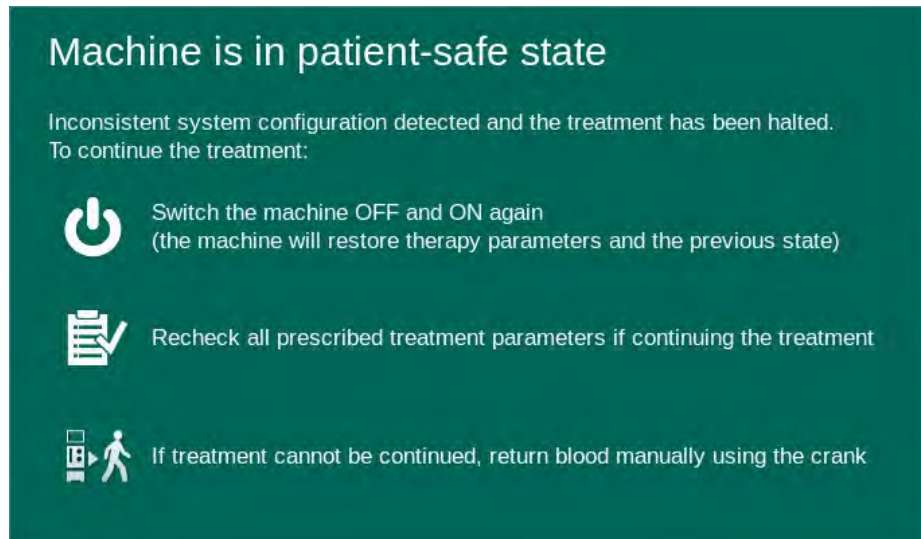 Machine is in patient-safe state
Inconsistent system configuration detected and the treatment has been halted.
To continue the treatment:
Switch the machine OFF and ON again
(the machine will restore therapy parameters and the previous state)
Recheck all prescribed treatment parameters if continuing the treatment
If treatment cannot be continued, return blood manually using the crank